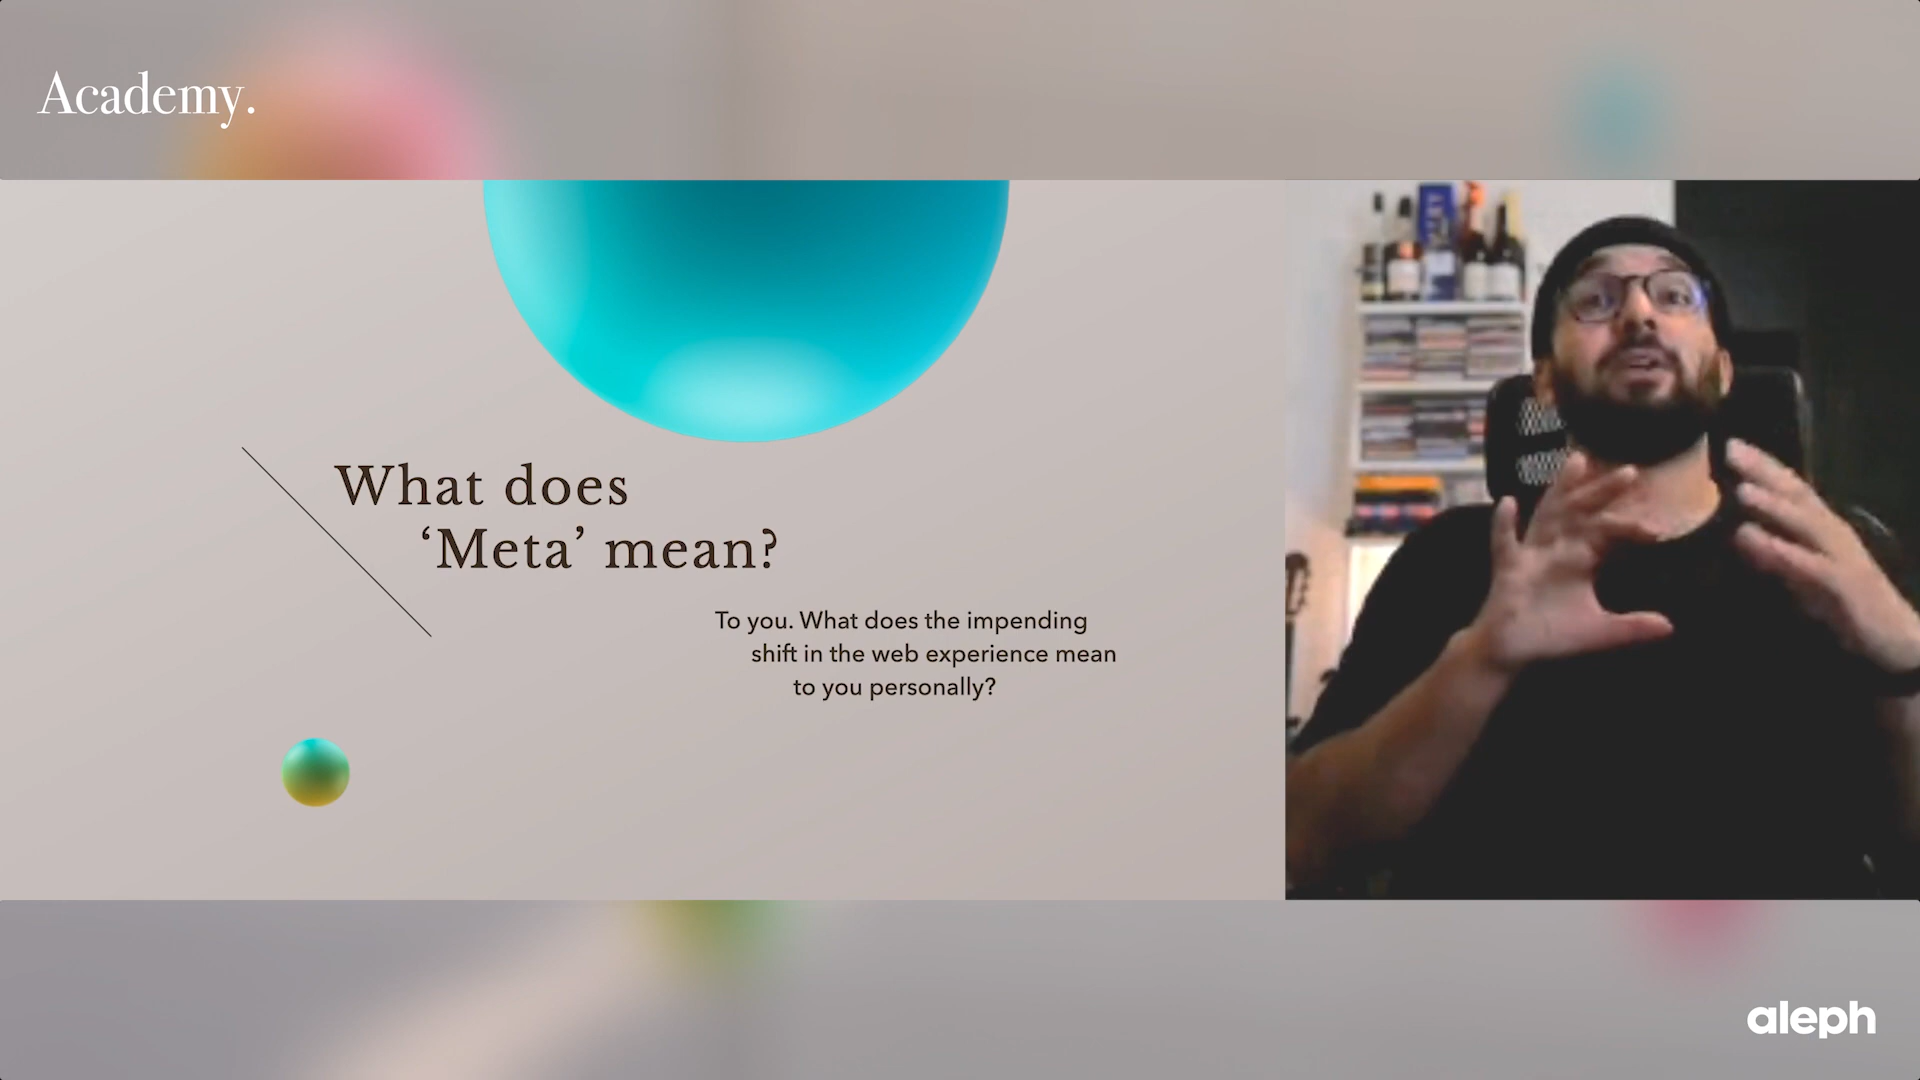 Academy.
What does
‘Meta’ mean?
To you. What does the impending
shift in the web experience mean
to you personally?
aleph